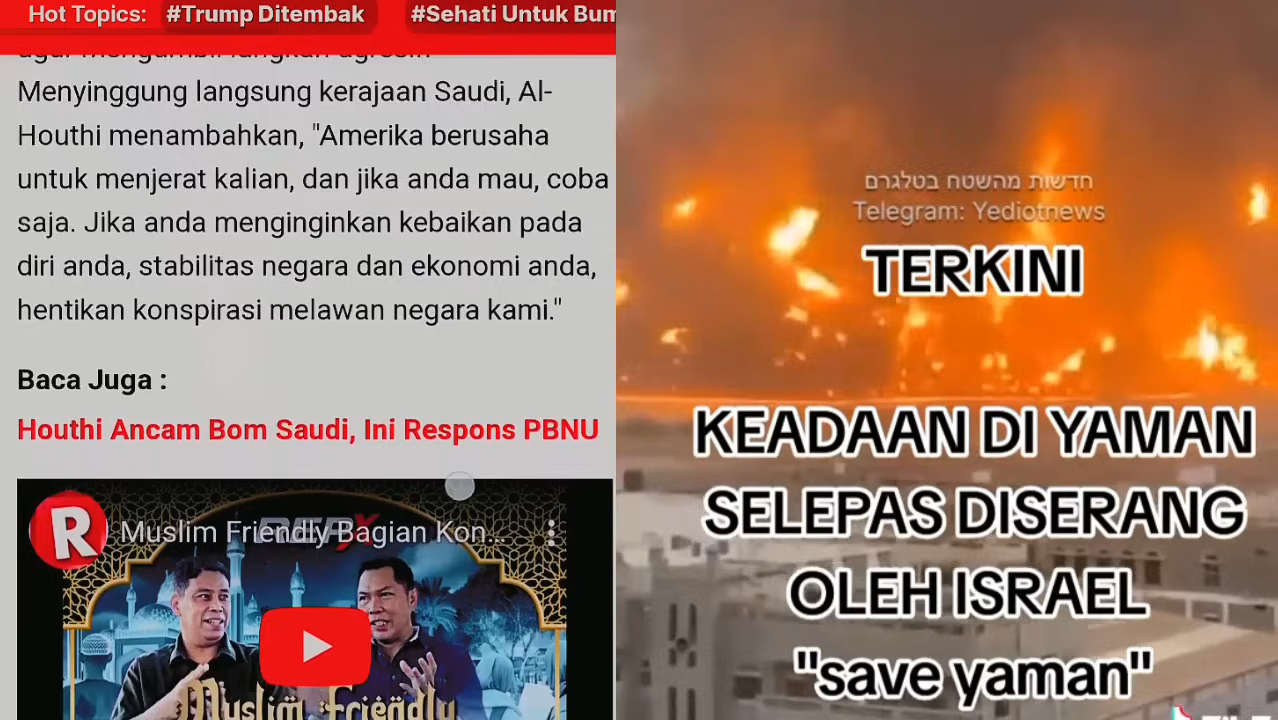 Hot Topics: #Trump Ditembak #Sehati Untuk Bum
Menyinggung langsung kerajaan Saudi, Al-
Houthi menambahkan, "Amerika berusaha
untuk menjerat kalian, dan jika anda mau, coba
saja. Jika anda menginginkan kebaikan pada
diri anda, stabilitas negara dan ekonomi anda,
hentikan konspirasi melawan negara kami."
Baca Juga :
Houthi Ancam Bom Saudi, Ini Respons PBNU
R
Muslim Friendly Bagian Kon...
Muslim Friendly
חדשות מהשטח בטלגרם
Telegram: Yediotnews
TERKINI
KEADAAN DI YAMAN
SELEPAS DISERANG
OLEH ISRAEL
"save yaman"